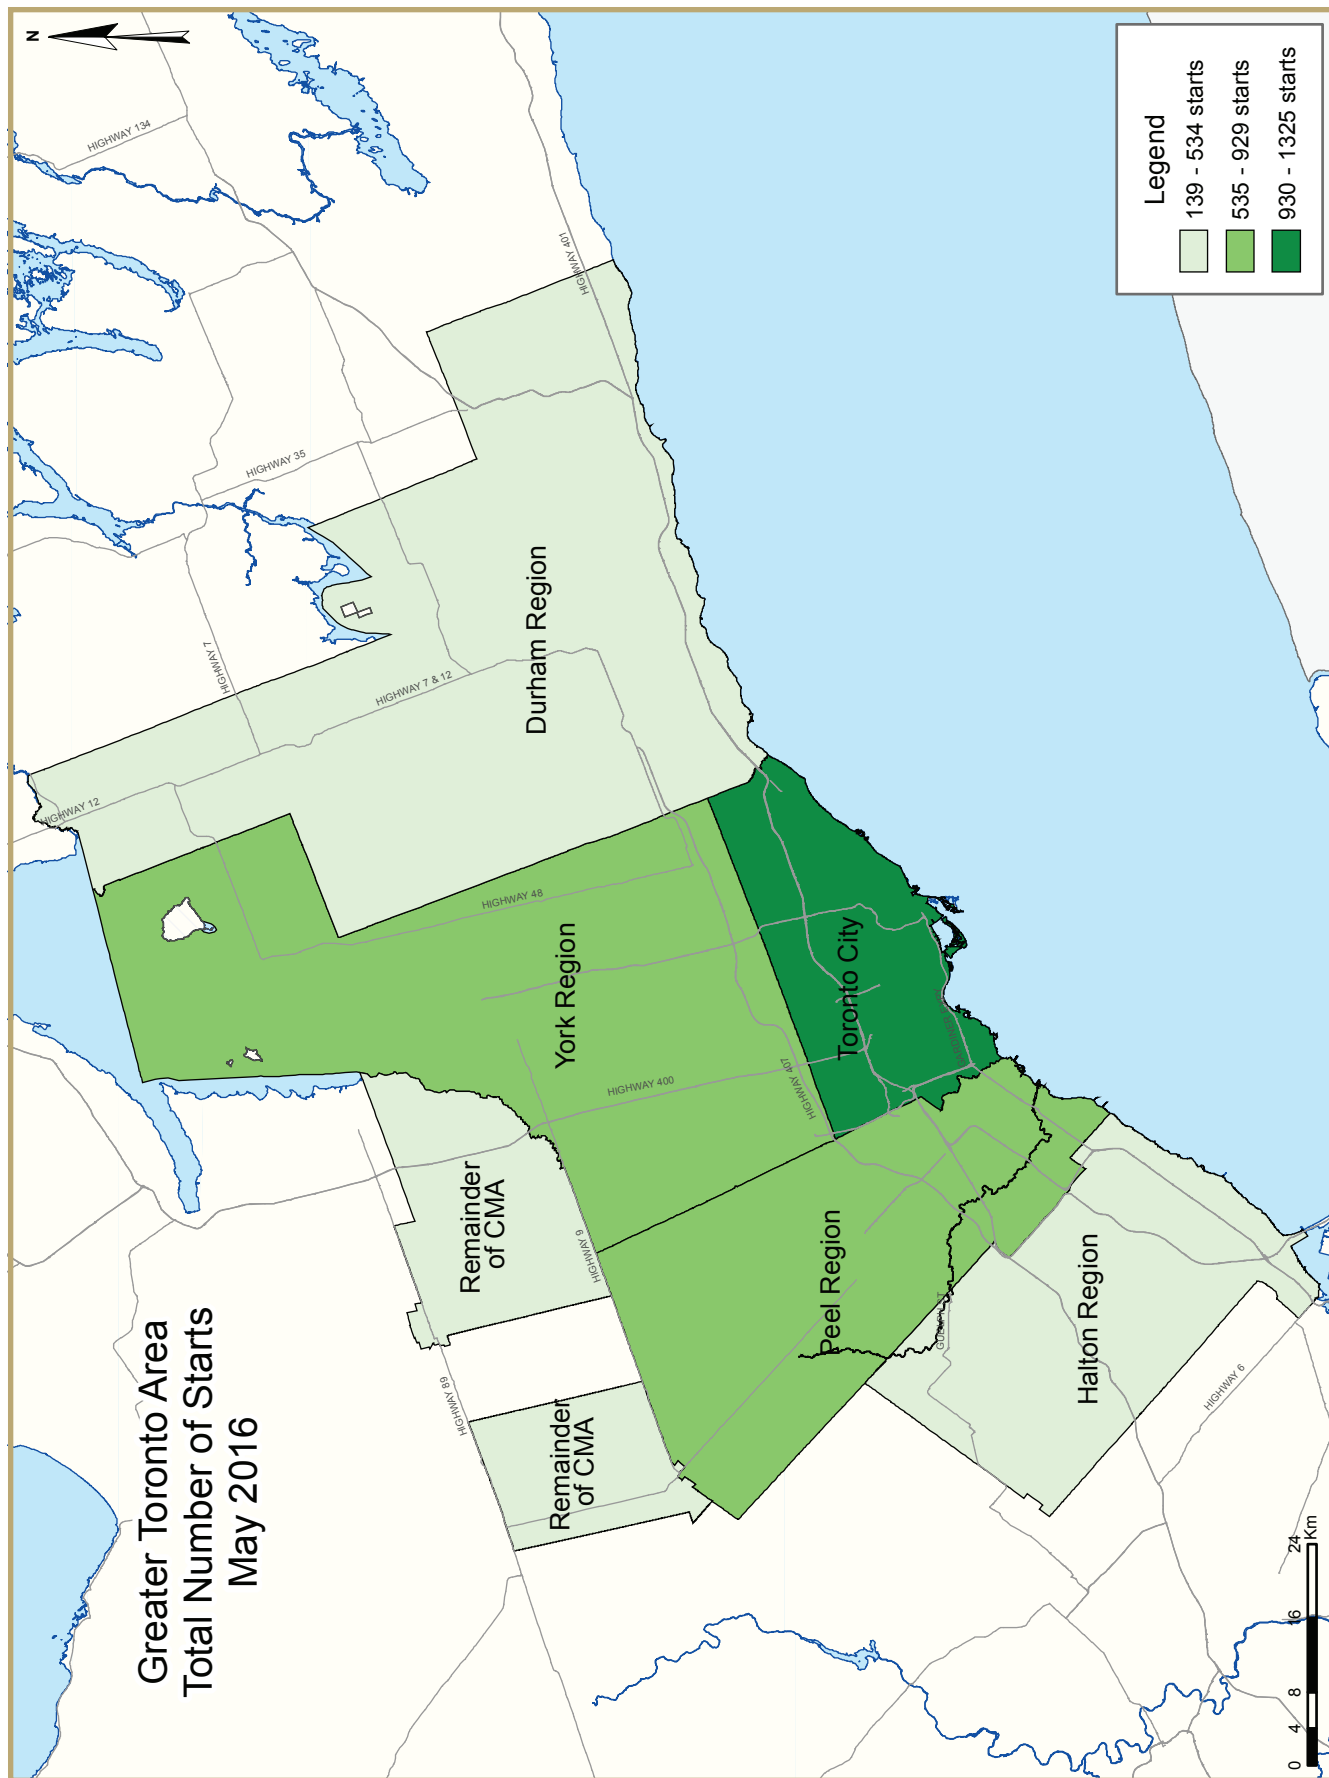 Greater Toronto Area
Total Number of Starts
May 2016
N
HIGHWAY 134
HIGHWAY 401
HIGHWAY 35
HIGHWAY 7
HIGHWAY 7 & 12
HIGHWAY 12
HIGHWAY 48
HIGHWAY 400
HIGHWAY 407
HIGHWAY 9
HIGHWAY 89
HIGHWAY 6
Durham Region
York Region
Toronto City
Remainder
of CMA
Remainder
of CMA
Peel Region
Halton Region
Legend
139 - 534 starts
535 - 929 starts
930 - 1325 starts
0 4 8 16 24
Km